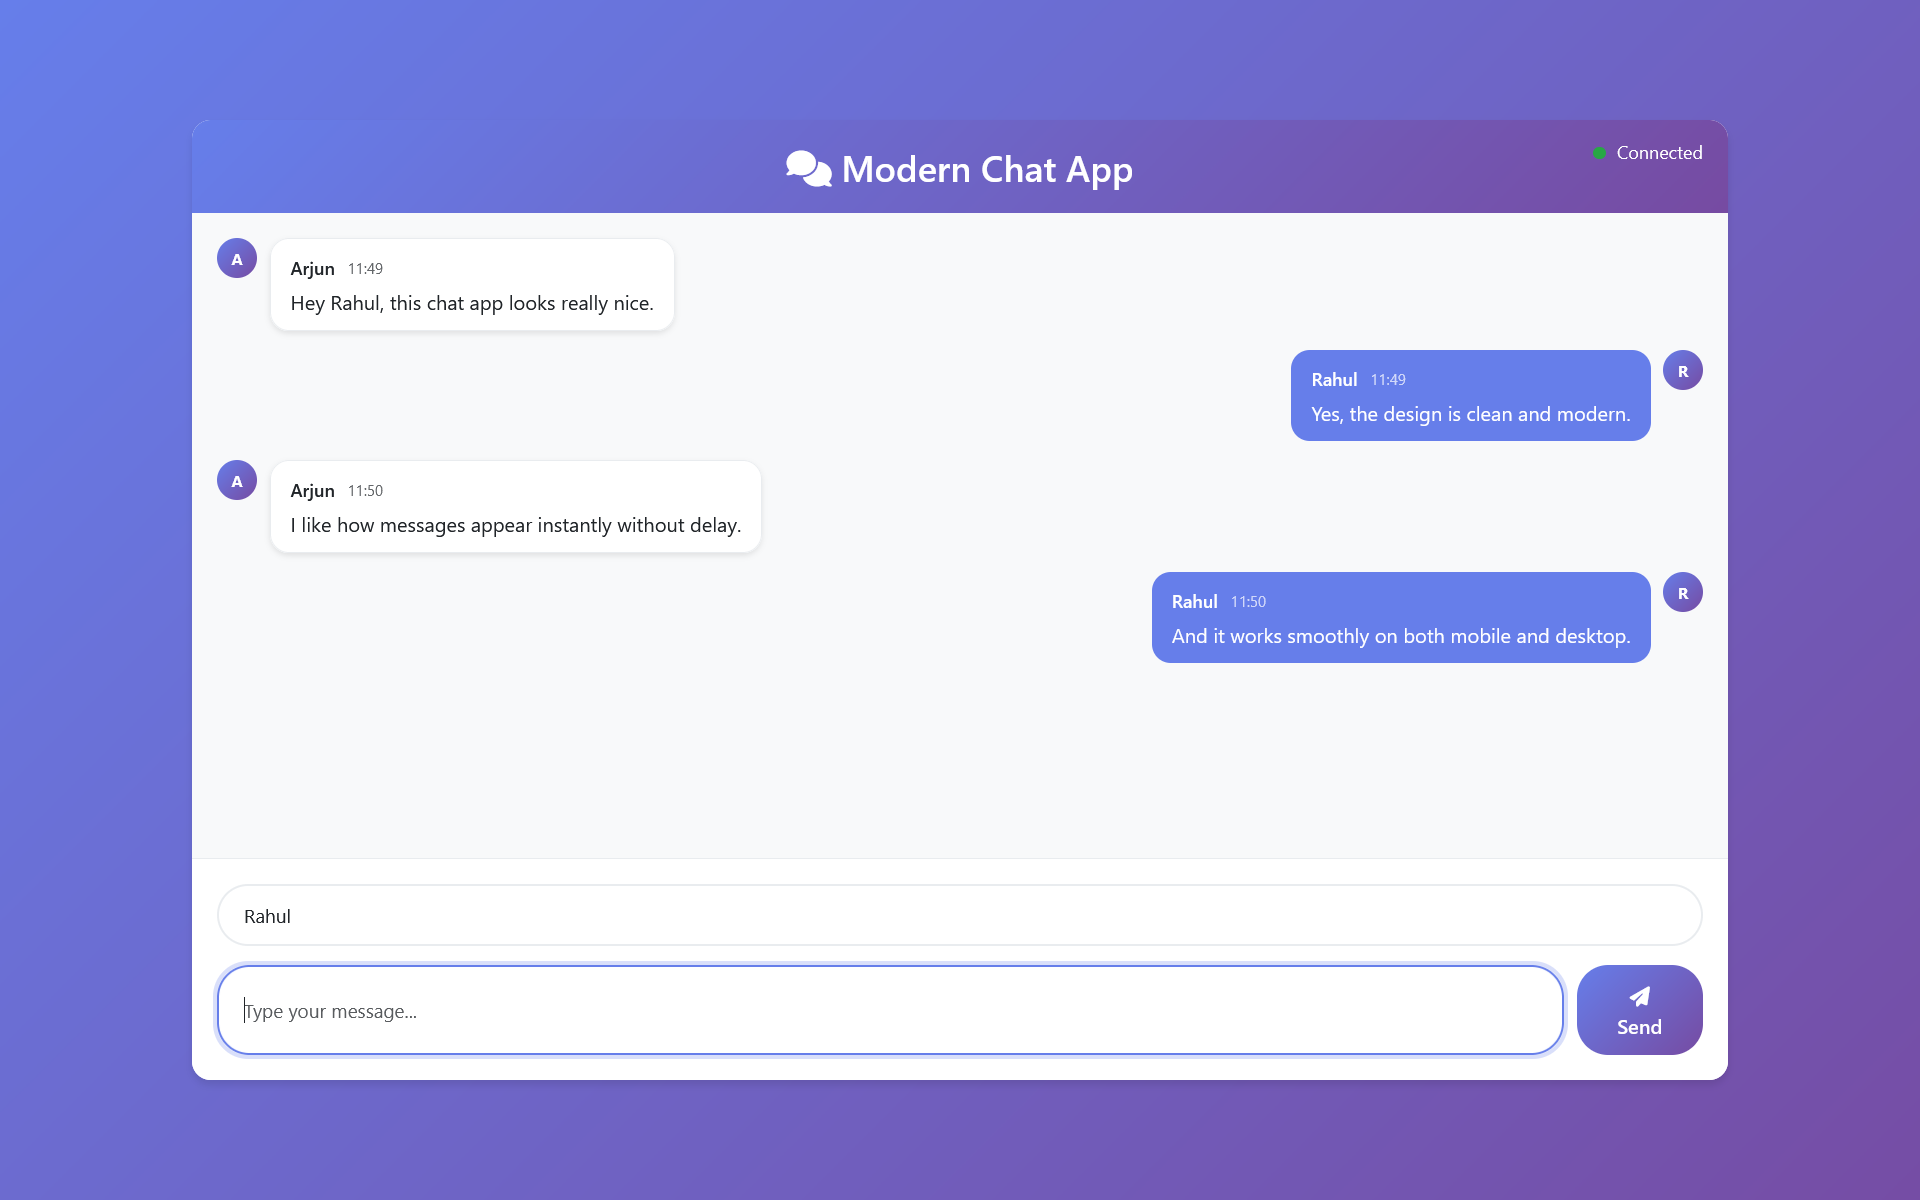 Modern Chat App
Connected
A
Arjun 11:49
Hey Rahul, this chat app looks really nice.
Rahul 11:49
R
Yes, the design is clean and modern.
A
Arjun 11:50
I like how messages appear instantly without delay.
Rahul 11:50
R
And it works smoothly on both mobile and desktop.
Rahul
Type your message...
Send